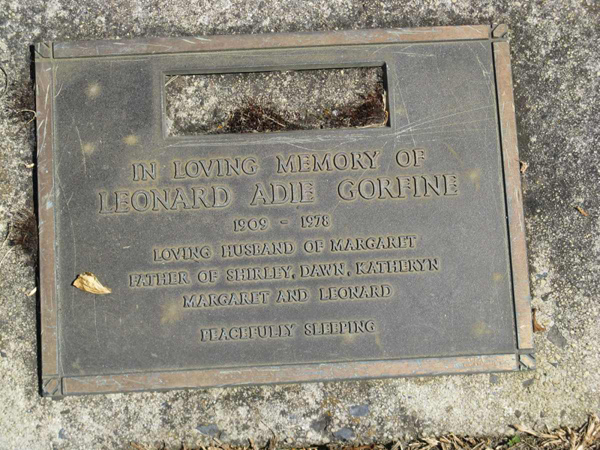 IN LOVING MEMORY OF
LEONARD ADIE GORFINE
1909 - 1978
LOVING HUSBAND OF MARGARET
FATHER OF SHIRLEY, DAWN, KATHERYN
MARGARET AND LEONARD
PEACEFULLY SLEEPING